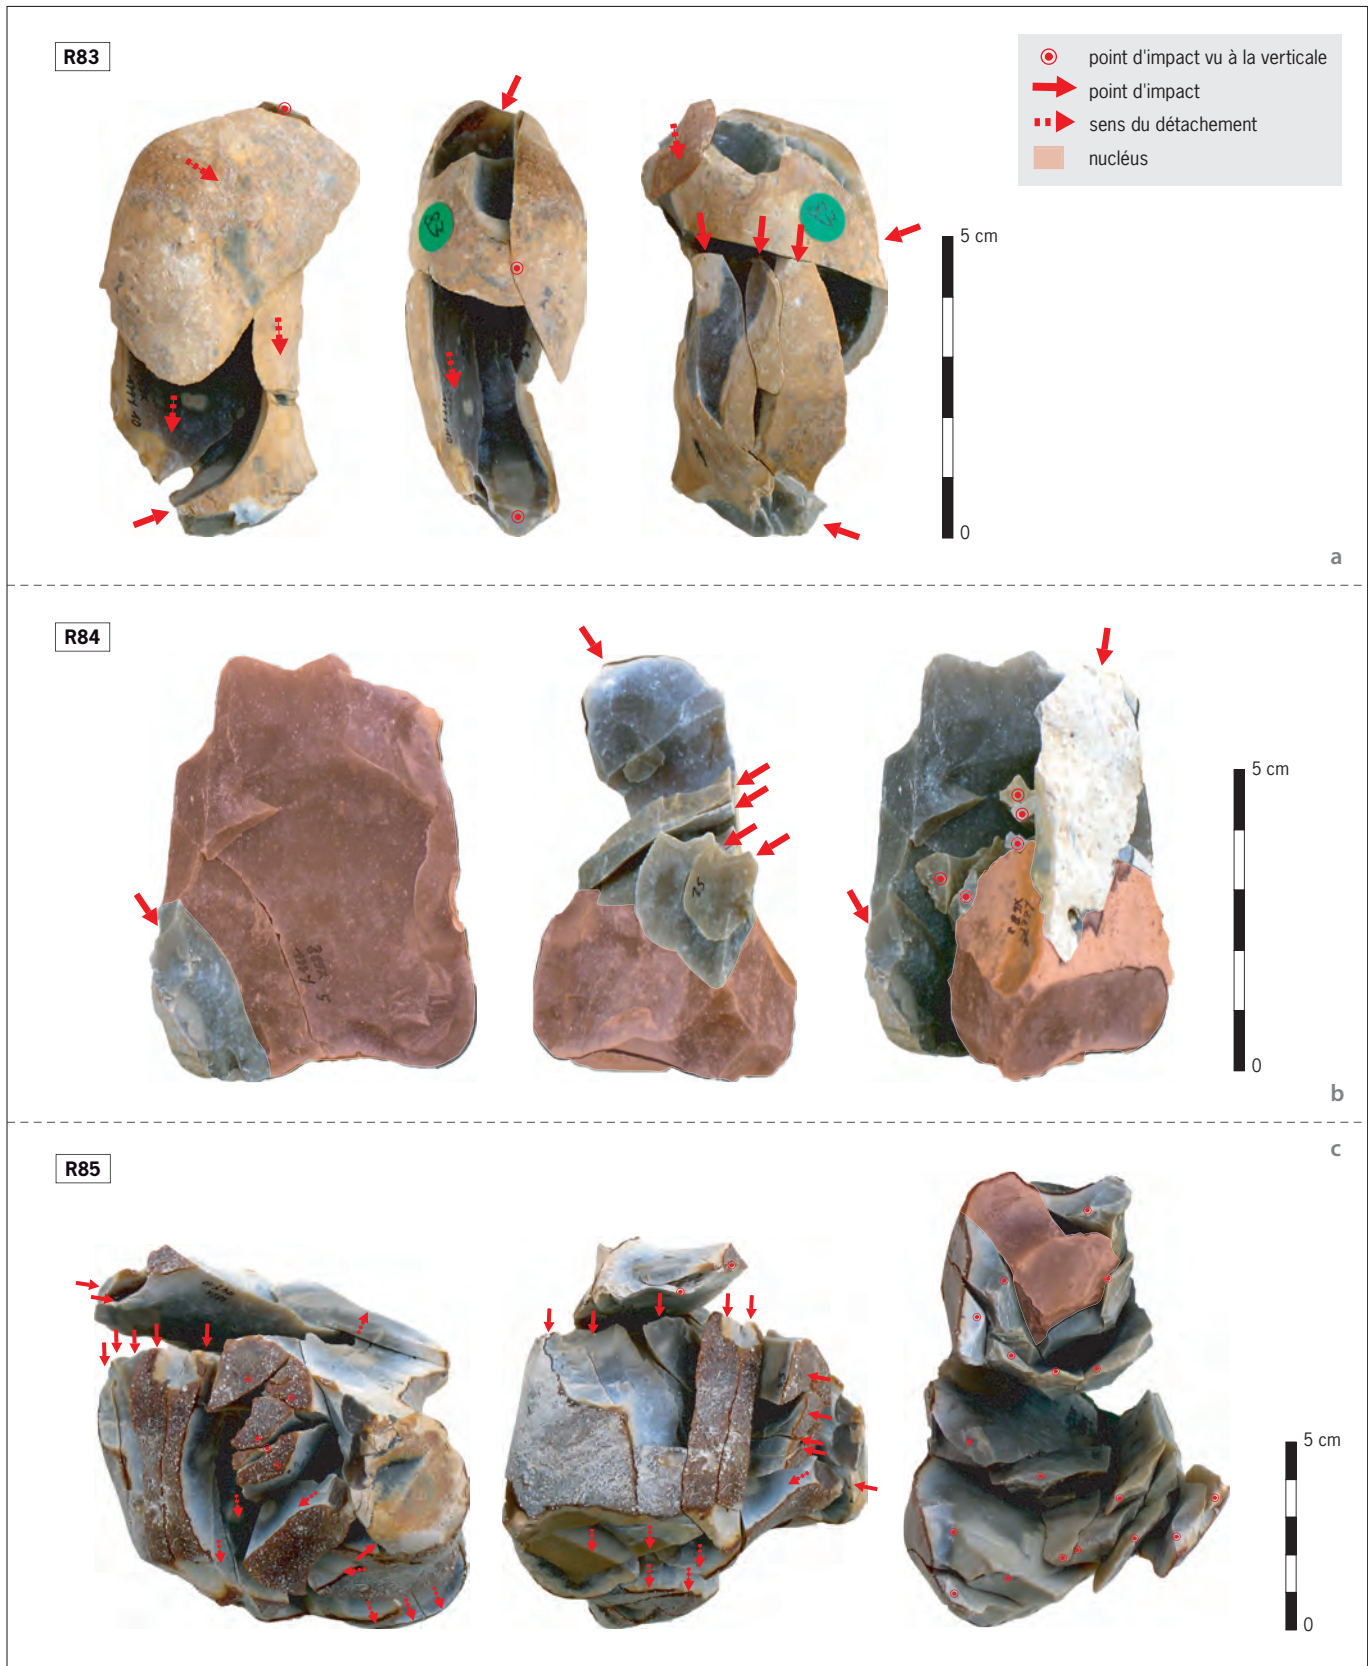 R83
point d'impact vu à la verticale
point d'impact
sens du détachement
nucléus
5 cm
0
a
R84
5 cm
0
b
c
R85
5 cm
0